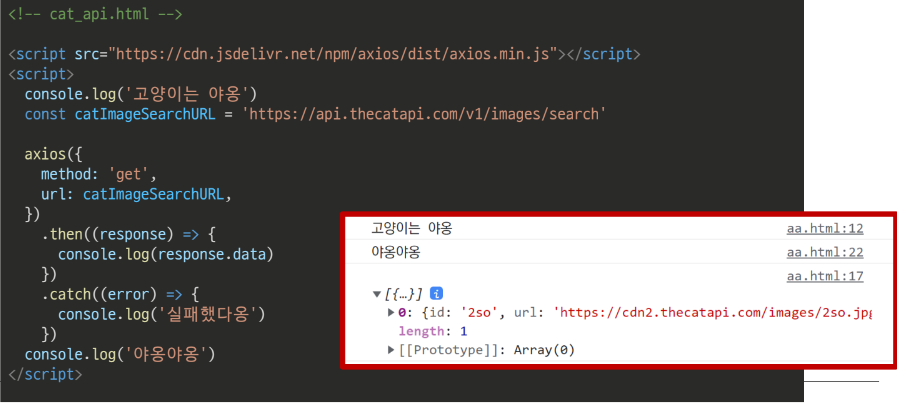 <!-- cat_api.html -->
<script src="https://cdn.jsdelivr.net/npm/axios/dist/axios.min.js"></script>
<script>
console.log('고양이는 야옹')
const catImageSearchURL = 'https://api.thecatapi.com/v1/images/search'
axios({
method: 'get',
url: catImageSearchURL,
})
.then((response) => {
console.log(response.data)
})
.catch((error) => {
console.log('실패했다옹')
})
console.log('야옹야옹')
</script>
고양이는 야옹 aa.html:12
야옹야옹 aa.html:22
aa.html:17
▼[{…}] i
▶0: {id: '2so', url: 'https://cdn2.thecatapi.com/images/2so.jpg
length: 1
▶[[Prototype]]: Array(0)